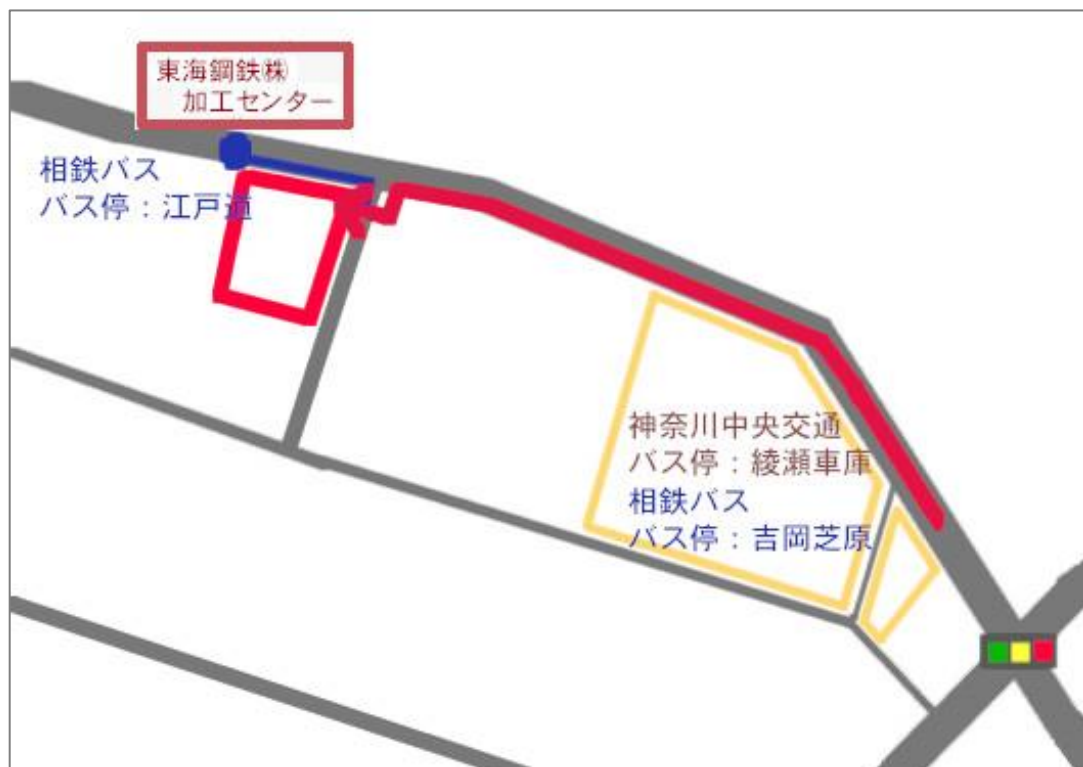 東海鋼鉄㈱
加工センター
相鉄バス
バス停：江戸道
神奈川中央交通
バス停：綾瀬車庫
相鉄バス
バス停：吉岡芝原